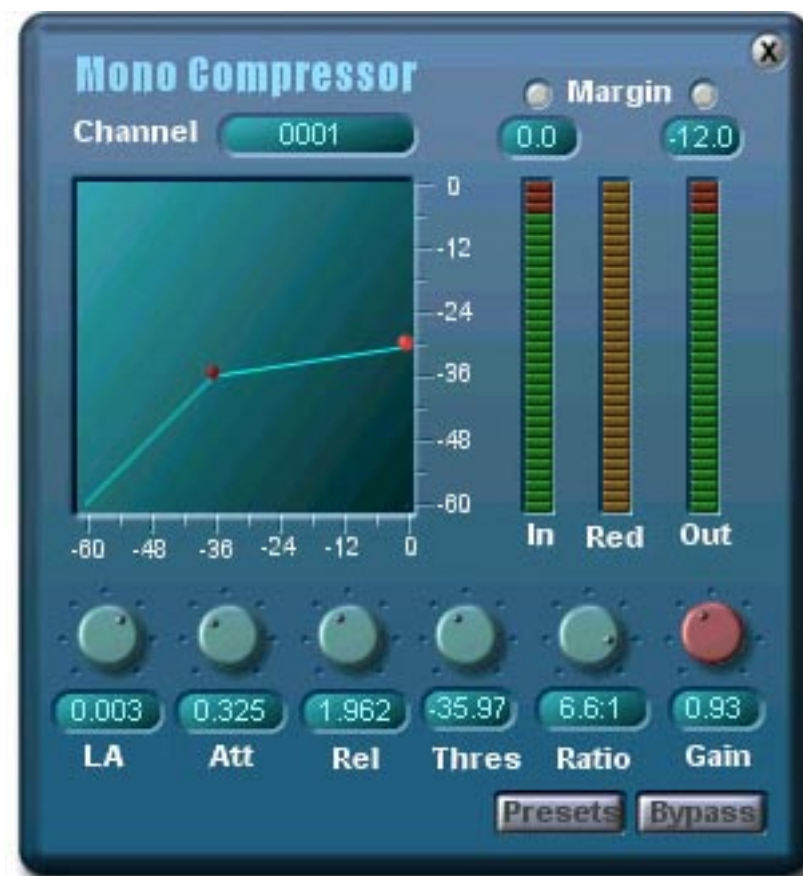 X
Mono Compressor
Margin
Channel 0001
0.0 -12.0
0
-12
-24
-36
-48
-60
-60 -48 -36 -24 -12 0
In Red Out
0.003 0.325 1.962 -35.97 6.6:1 0.93
LA Att Rel Thres Ratio Gain
Presets Bypass